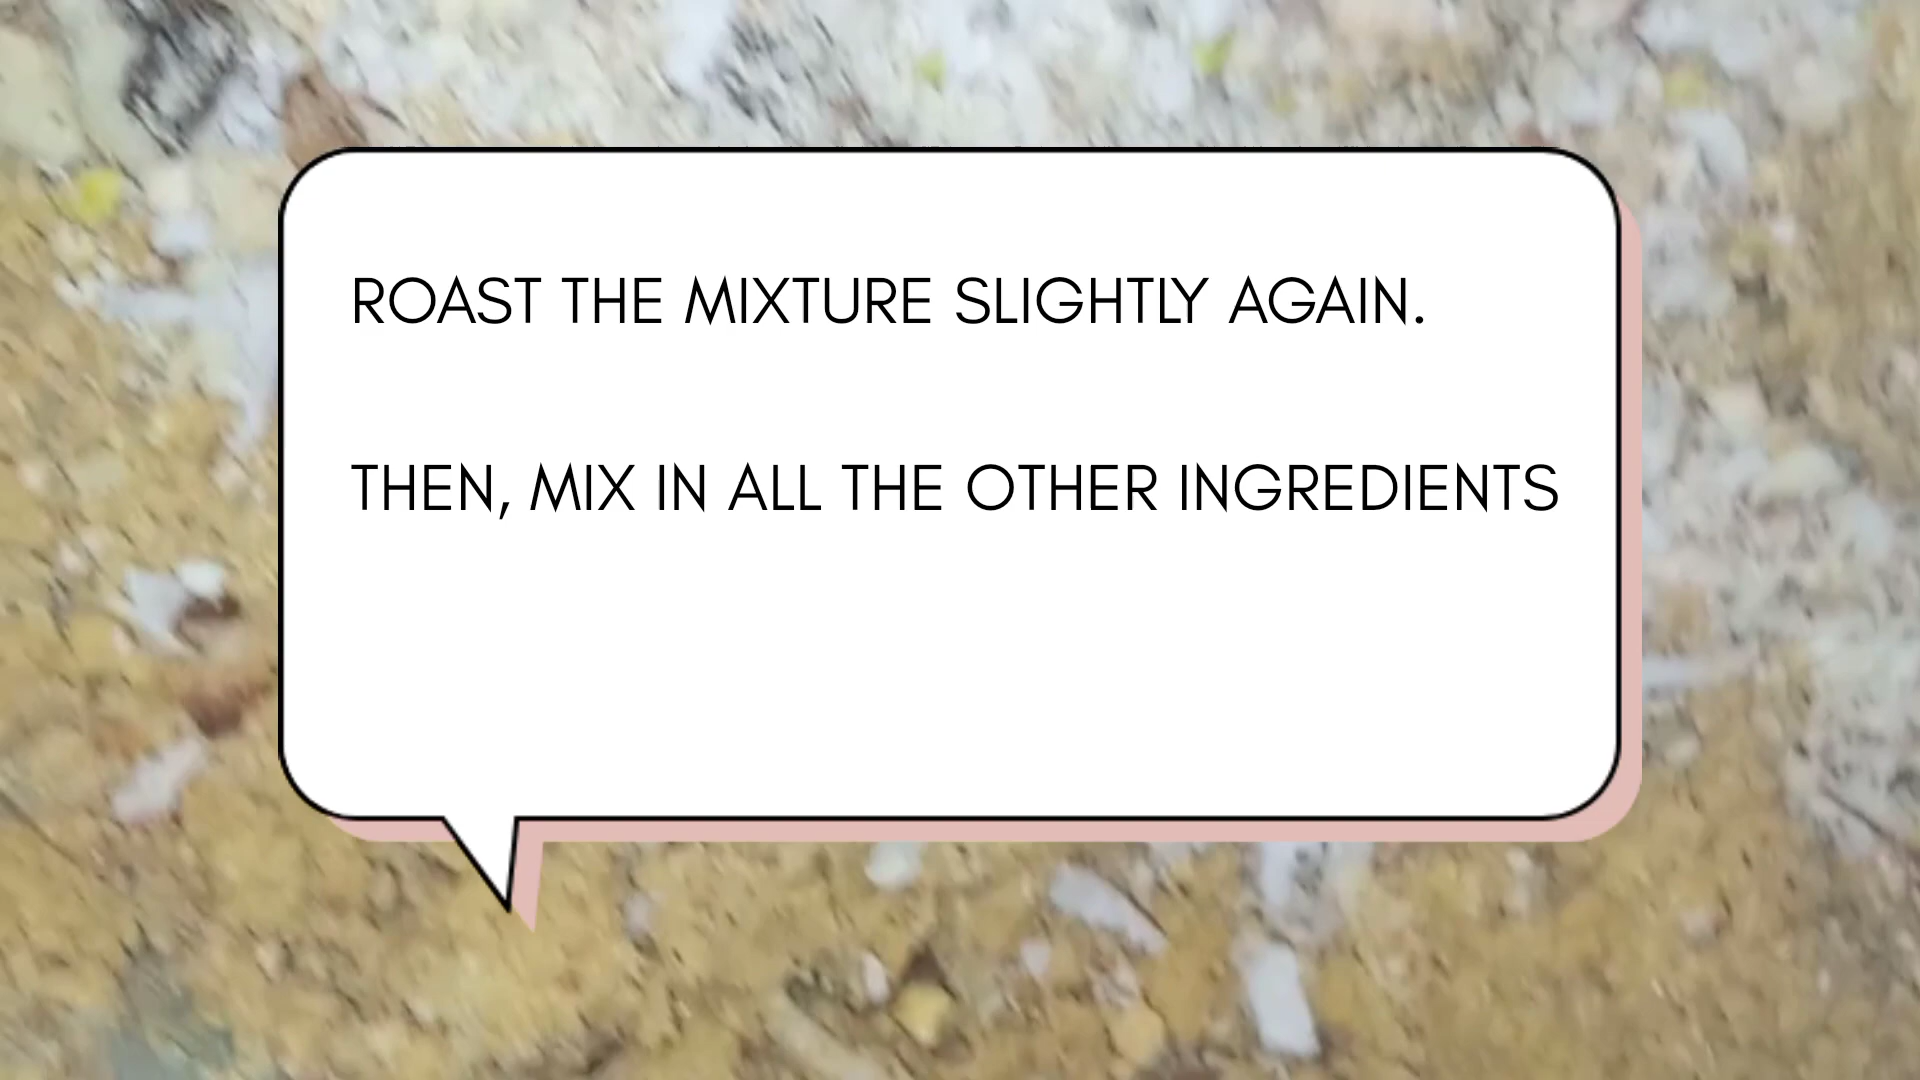 ROAST THE MIXTURE SLIGHTLY AGAIN.
THEN, MIX IN ALL THE OTHER INGREDIENTS